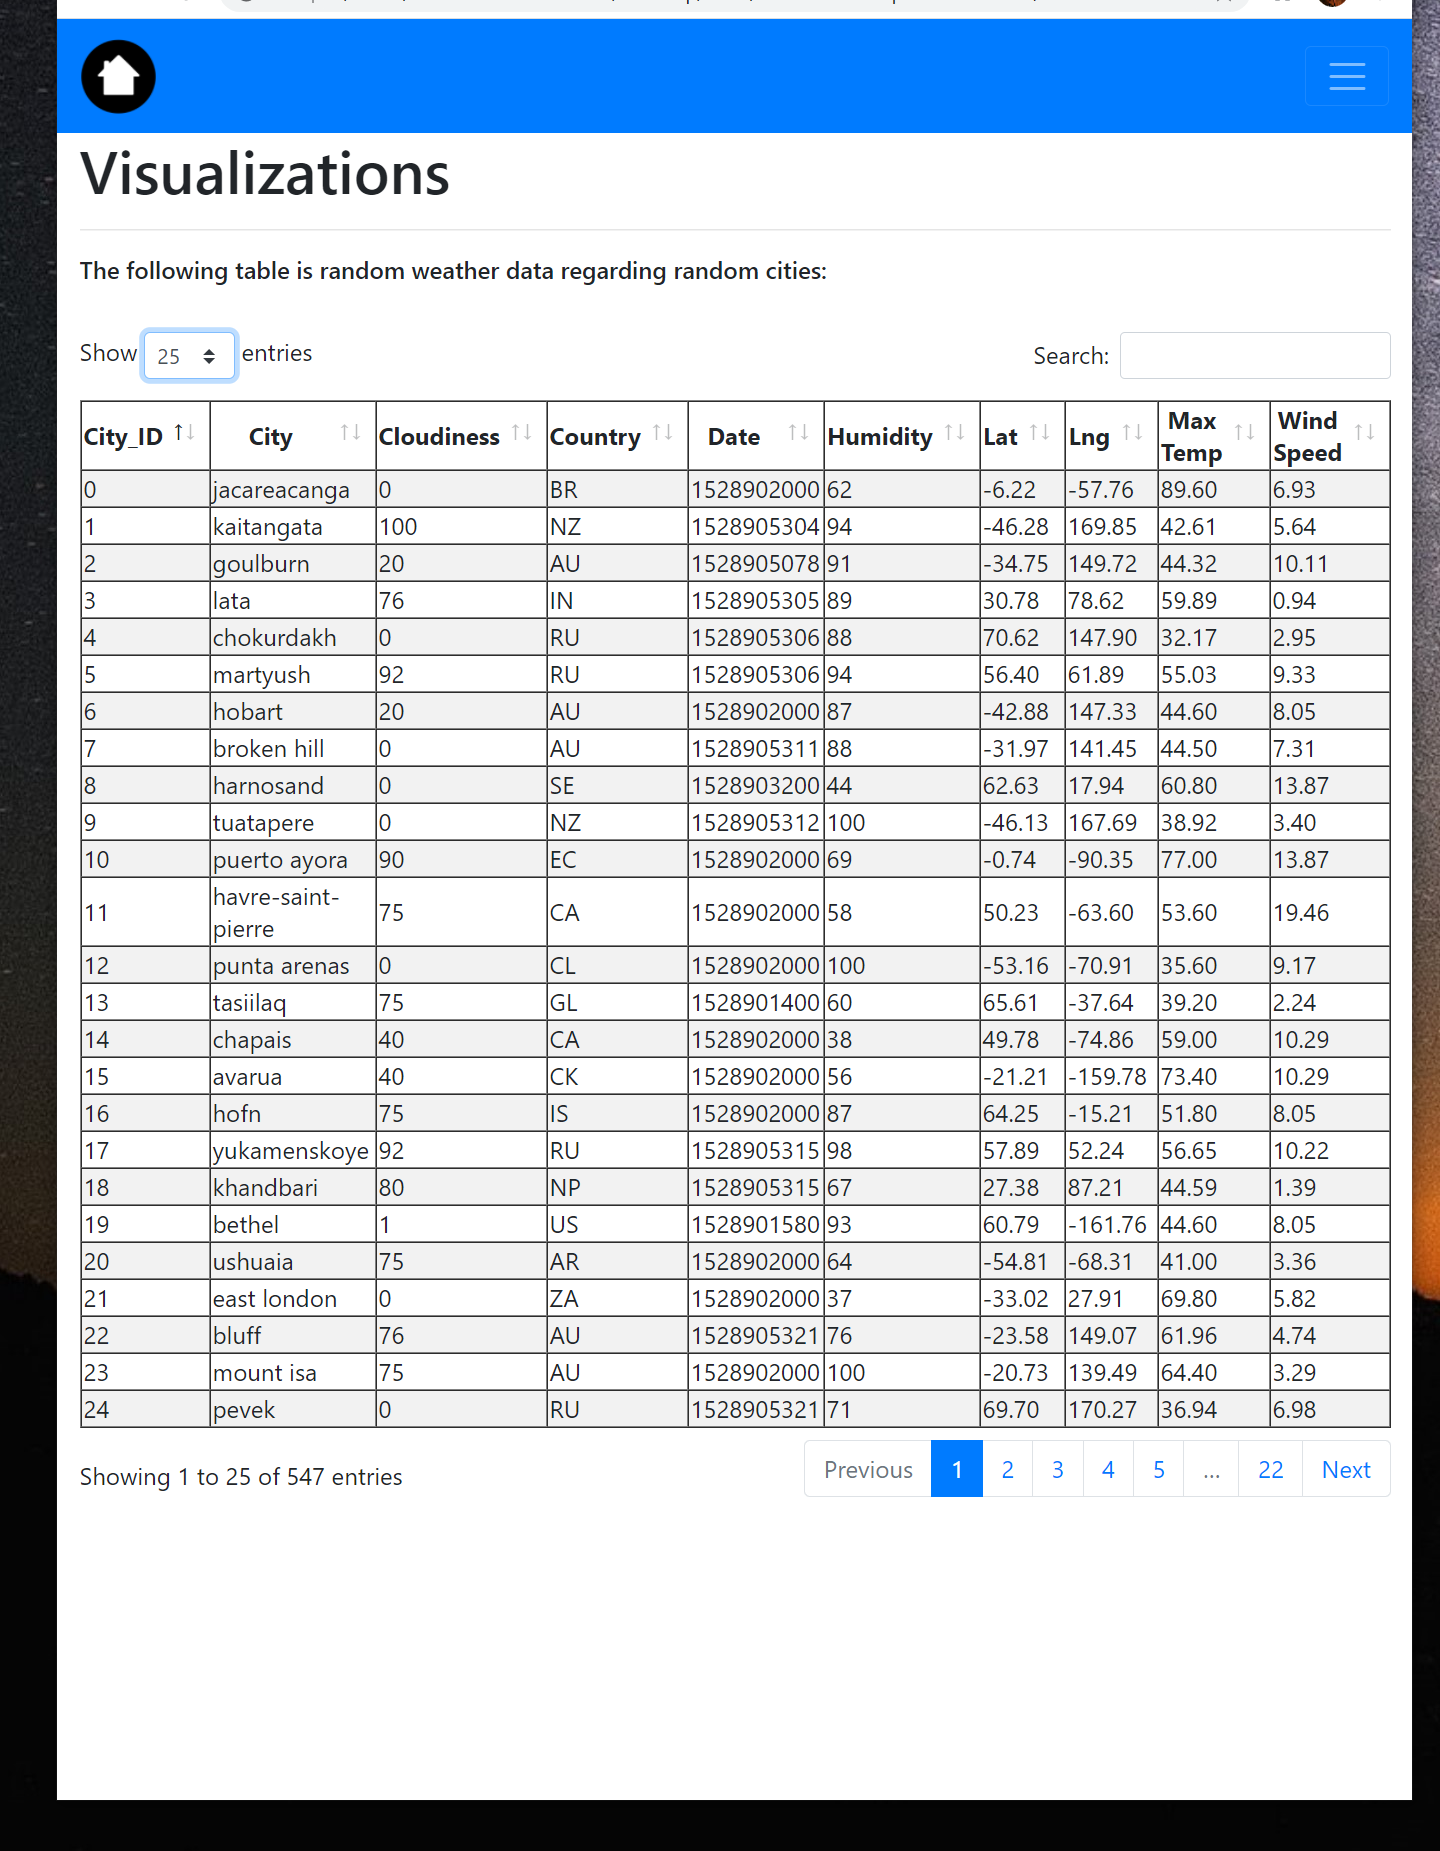 Visualizations
The following table is random weather data regarding random cities:
Show 25 entries Search:
City_ID City Cloudiness Country Date Humidity Lat Lng Max Temp Wind Speed
0 jacareacanga 0 BR 1528902000 62 -6.22 -57.76 89.60 6.93
1 kaitangata 100 NZ 1528905304 94 -46.28 169.85 42.61 5.64
2 goulburn 20 AU 1528905078 91 -34.75 149.72 44.32 10.11
3 lata 76 IN 1528905305 89 30.78 78.62 59.89 0.94
4 chokurdakh 0 RU 1528905306 88 70.62 147.90 32.17 2.95
5 martyush 92 RU 1528905306 94 56.40 61.89 55.03 9.33
6 hobart 20 AU 1528902000 87 -42.88 147.33 44.60 8.05
7 broken hill 0 AU 1528905311 88 -31.97 141.45 44.50 7.31
8 harnosand 0 SE 1528903200 44 62.63 17.94 60.80 13.87
9 tuatapere 0 NZ 1528905312 100 -46.13 167.69 38.92 3.40
10 puerto ayora 90 EC 1528902000 69 -0.74 -90.35 77.00 13.87
11 havre-saint-pierre 75 CA 1528902000 58 50.23 -63.60 53.60 19.46
12 punta arenas 0 CL 1528902000 100 -53.16 -70.91 35.60 9.17
13 tasiilaq 75 GL 1528901400 60 65.61 -37.64 39.20 2.24
14 chapais 40 CA 1528902000 38 49.78 -74.86 59.00 10.29
15 avarua 40 CK 1528902000 56 -21.21 -159.78 73.40 10.29
16 hofn 75 IS 1528902000 87 64.25 -15.21 51.80 8.05
17 yukamenskoye 92 RU 1528905315 98 57.89 52.24 56.65 10.22
18 khandbari 80 NP 1528905315 67 27.38 87.21 44.59 1.39
19 bethel 1 US 1528901580 93 60.79 -161.76 44.60 8.05
20 ushuaia 75 AR 1528902000 64 -54.81 -68.31 41.00 3.36
21 east london 0 ZA 1528902000 37 -33.02 27.91 69.80 5.82
22 bluff 76 AU 1528905321 76 -23.58 149.07 61.96 4.74
23 mount isa 75 AU 1528902000 100 -20.73 139.49 64.40 3.29
24 pevek 0 RU 1528905321 71 69.70 170.27 36.94 6.98
Showing 1 to 25 of 547 entries Previous 1 2 3 4 5 … 22 Next